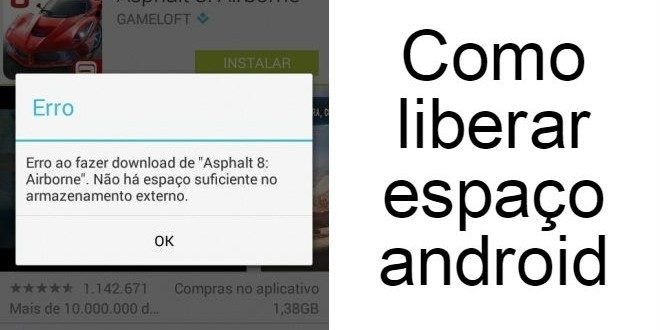 Asphalt 8: Airborne
GAMELOFT
INSTALAR
Erro
Erro ao fazer download de "Asphalt 8:
Airborne". Não há espaço suficiente no
armazenamento externo.
OK
1.142.671 Compras no aplicativo
Mais de 10.000.000 d... 1,38GB
Como
liberar
espaço
android